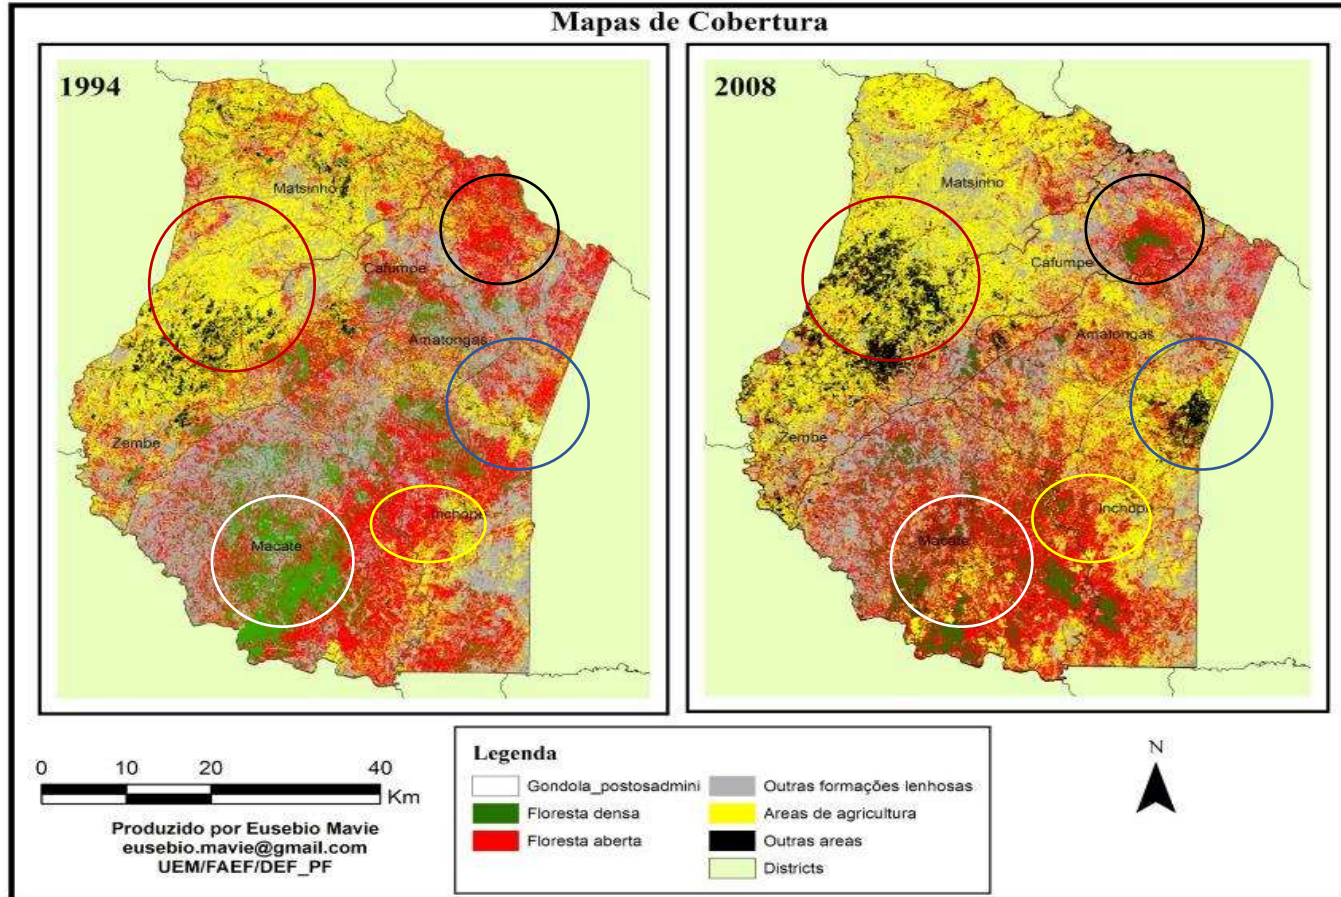 Mapas de Cobertura
1994
Matsinho
Cafumpe
Amatongas
Zembe
Inchope
Macate
2008
Matsinho
Cafumpe
Amatongas
Zembe
Inchope
Macate
0 10 20 40
Km
Produzido por Eusebio Mavie
eusebio.mavie@gmail.com
UEM/FAEF/DEF_PF
Legenda
Gondola_postosadmini
Floresta densa
Floresta aberta
Outras formações lenhosas
Areas de agricultura
Outras areas
Districts
N